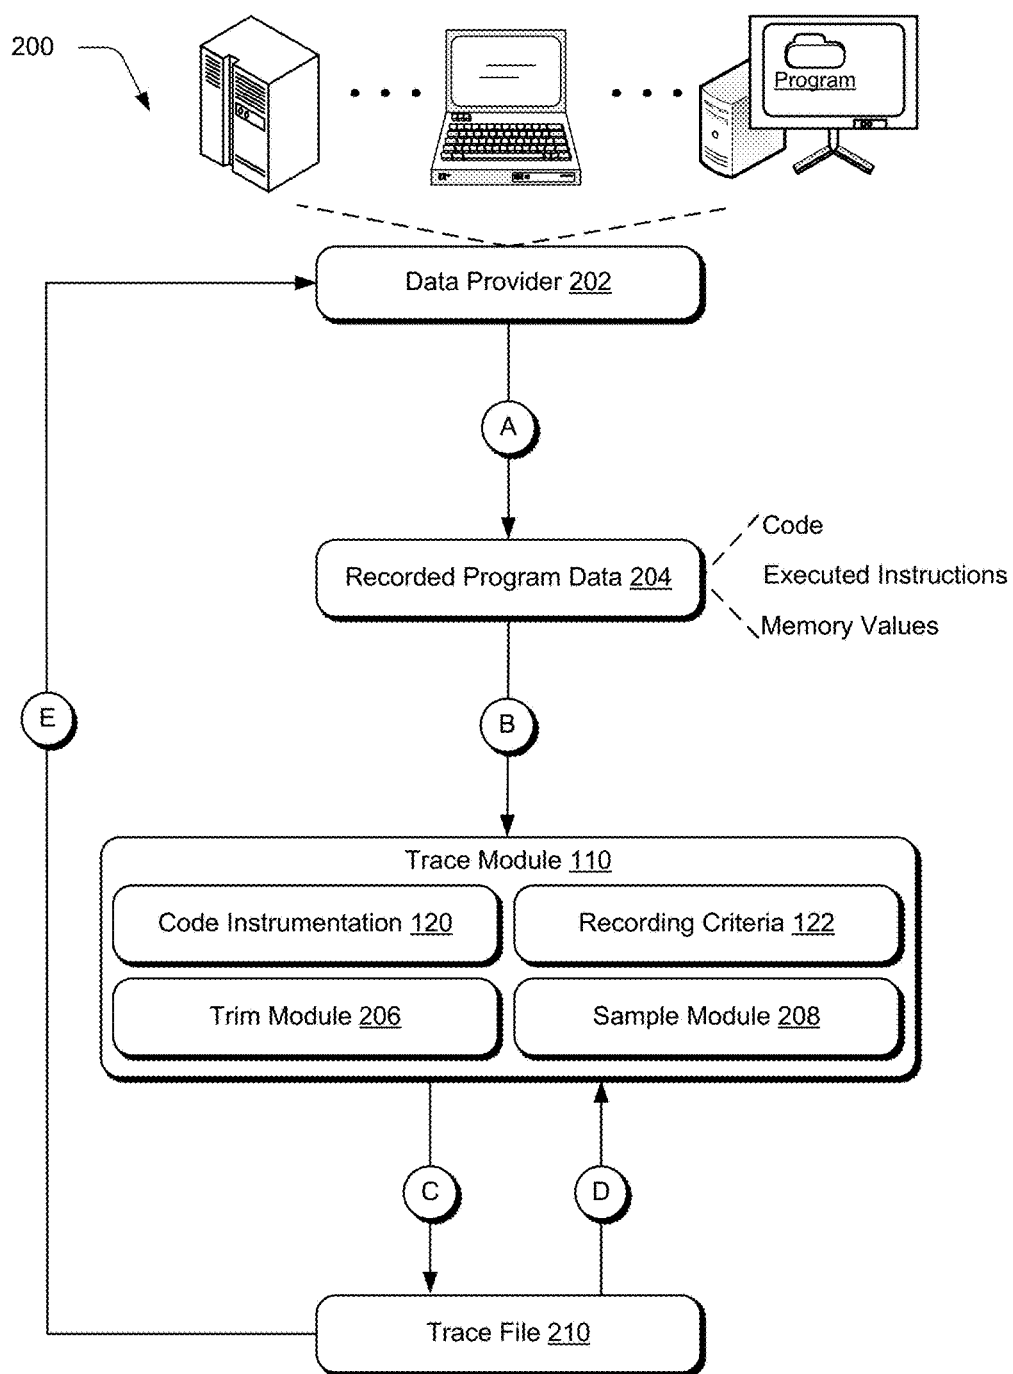 200
Program
Data Provider 202
A
Recorded Program Data 204
Code
Executed Instructions
Memory Values
E
B
Trace Module 110
Code Instrumentation 120
Recording Criteria 122
Trim Module 206
Sample Module 208
C
D
Trace File 210